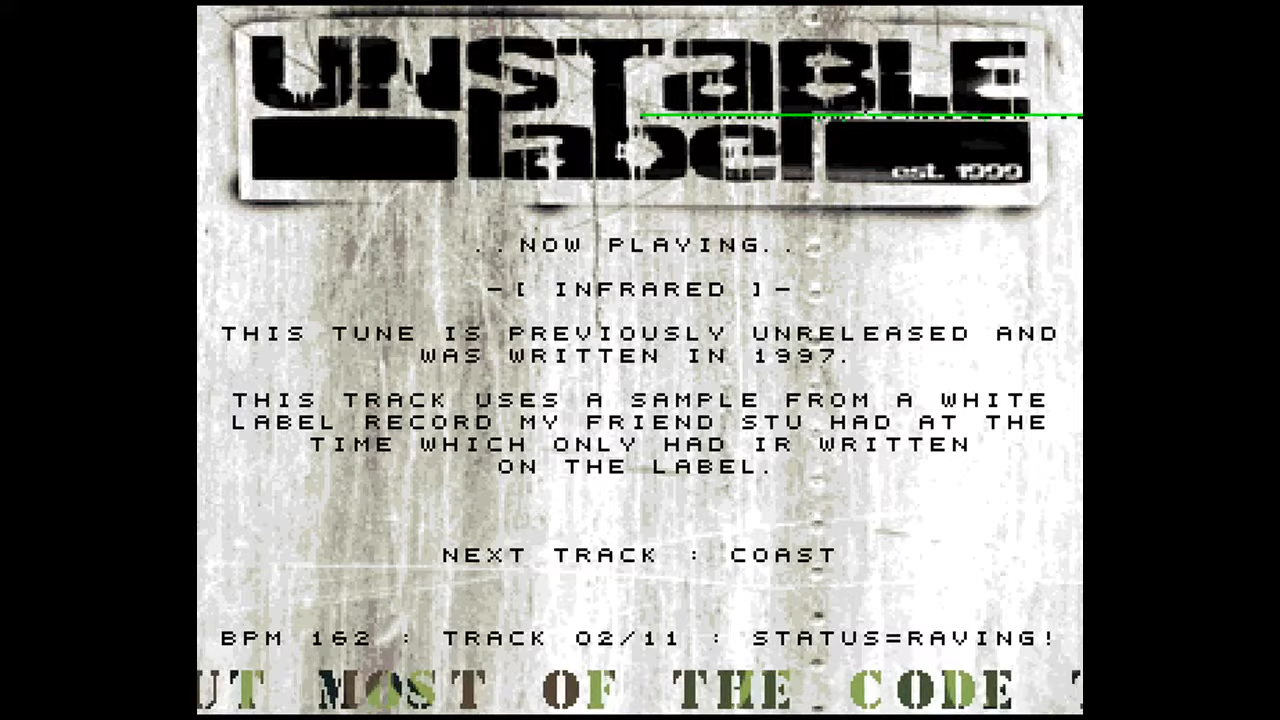 UNSTaBLE
label
est. 1999
..NOW PLAYING..
-[ INFRARED ]-
THIS TUNE IS PREVIOUSLY UNRELEASED AND
WAS WRITTEN IN 1997.
THIS TRACK USES A SAMPLE FROM A WHITE
LABEL RECORD MY FRIEND STU HAD AT THE
TIME WHICH ONLY HAD IR WRITTEN
ON THE LABEL.
NEXT TRACK : COAST
BPM 162 : TRACK 02/11 : STATUS=RAVING!
UT MOST OF THE CODE